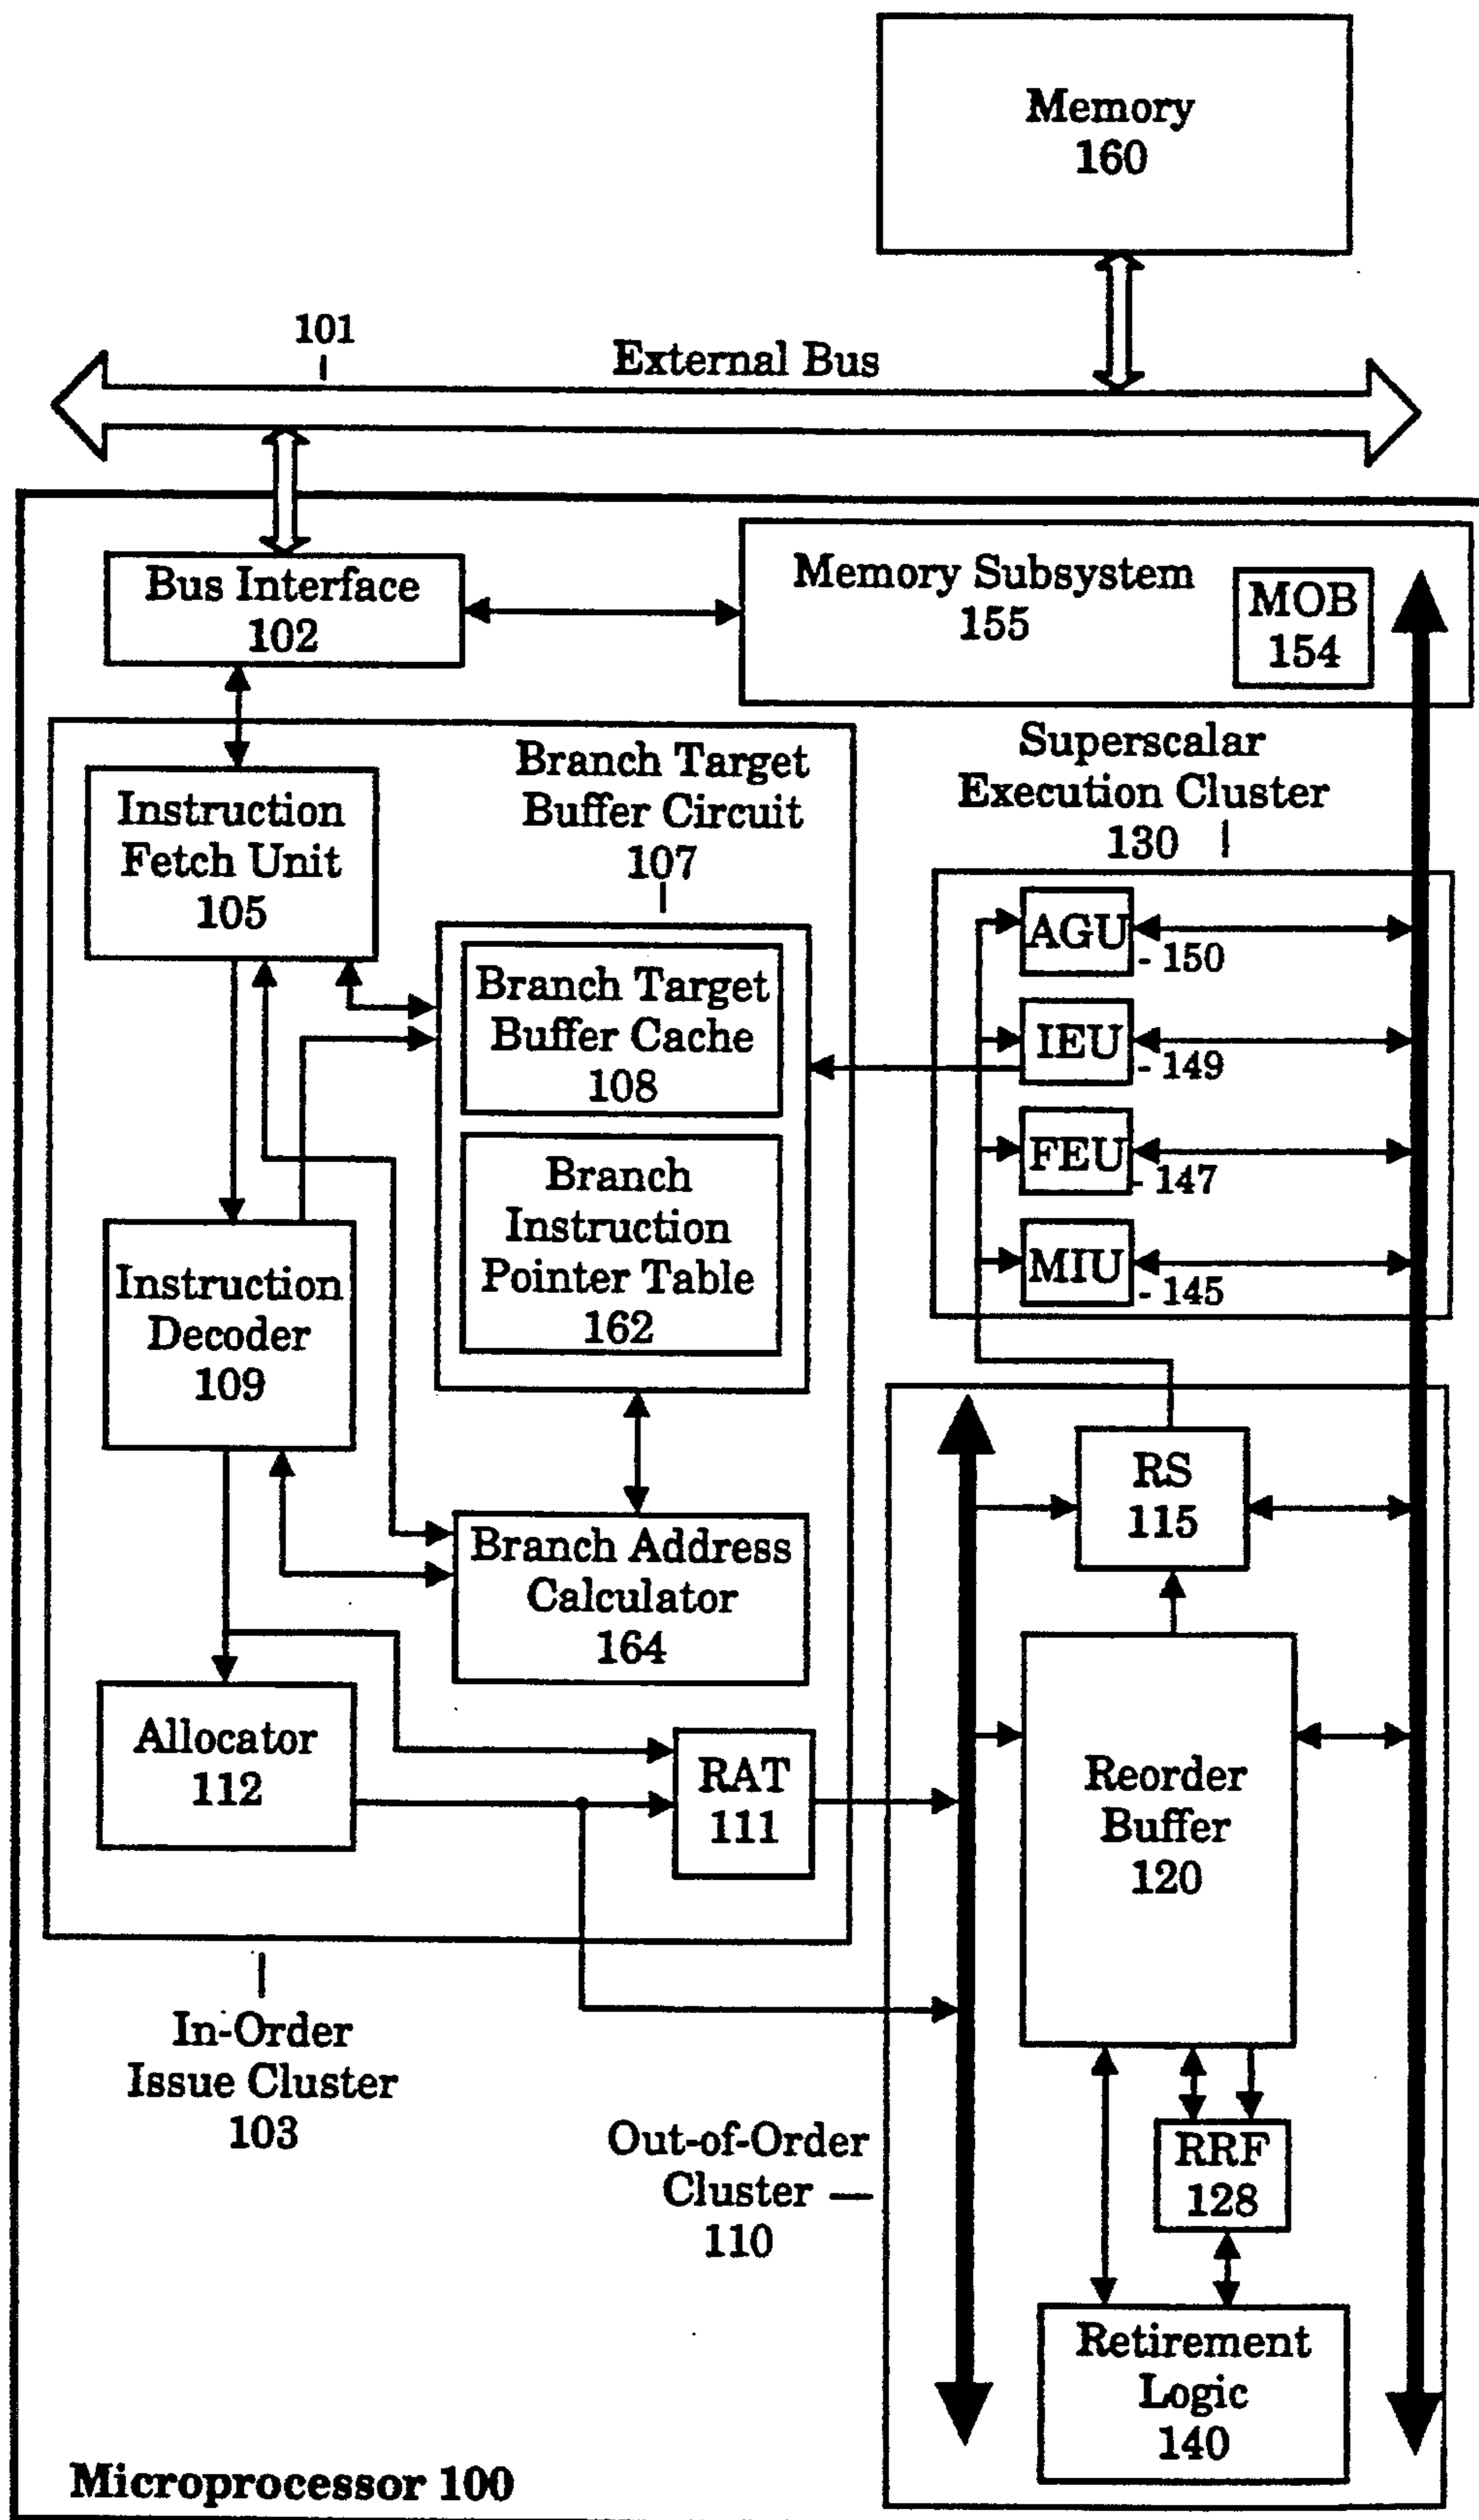 Memory
160
101
External Bus
Bus Interface
102
Memory Subsystem
155
MOB
154
Branch Target
Buffer Circuit
107
Superscalar
Execution Cluster
130
Instruction
Fetch Unit
105
Branch Target
Buffer Cache
108
Branch
Instruction
Pointer Table
162
AGU
- 150
IEU
- 149
FEU
- 147
MIU
- 145
Instruction
Decoder
109
Branch Address
Calculator
164
RS
115
Allocator
112
RAT
111
Reorder
Buffer
120
In-Order
Issue Cluster
103
Out-of-Order
Cluster
110
RRF
128
Retirement
Logic
140
Microprocessor 100